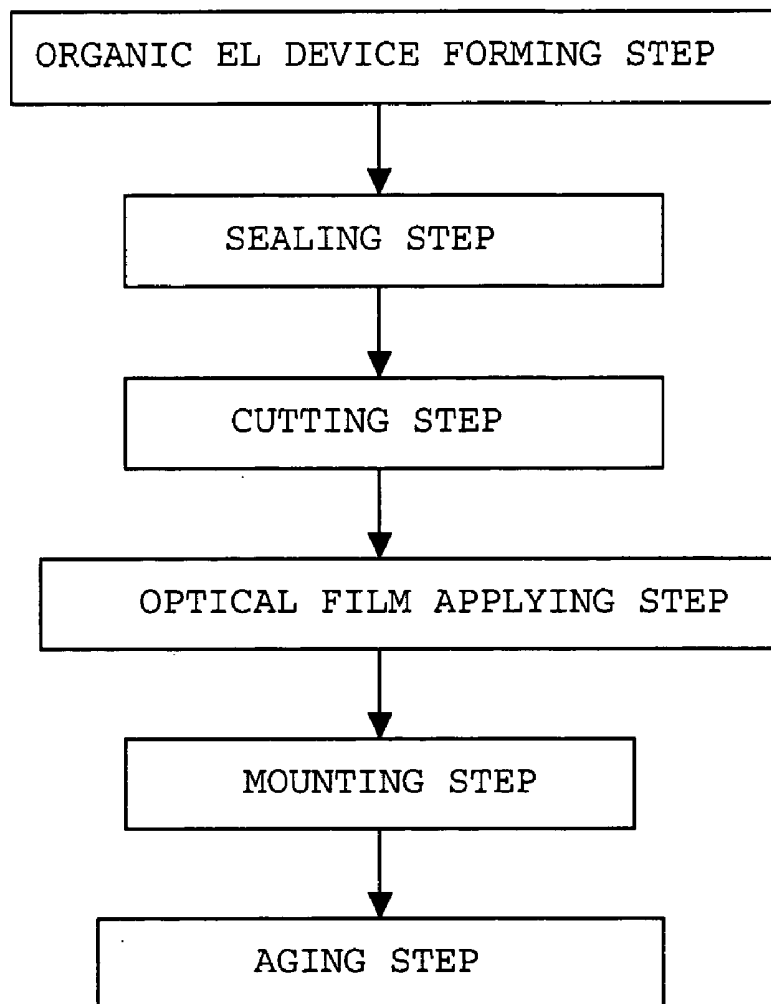 ORGANIC EL DEVICE FORMING STEP
SEALING STEP
CUTTING STEP
OPTICAL FILM APPLYING STEP
MOUNTING STEP
AGING STEP